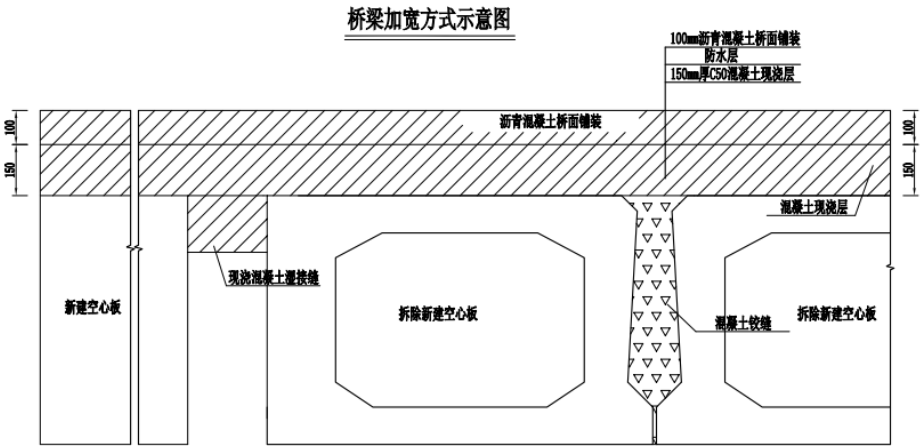 桥梁加宽方式示意图
100mm沥青混凝土桥面铺装
防水层
150mm厚C50混凝土现浇层
100
沥青混凝土桥面铺装
100
150
150
混凝土现浇层
现浇混凝土湿接缝
新建空心板
拆除新建空心板
混凝土铰缝
拆除新建空心板